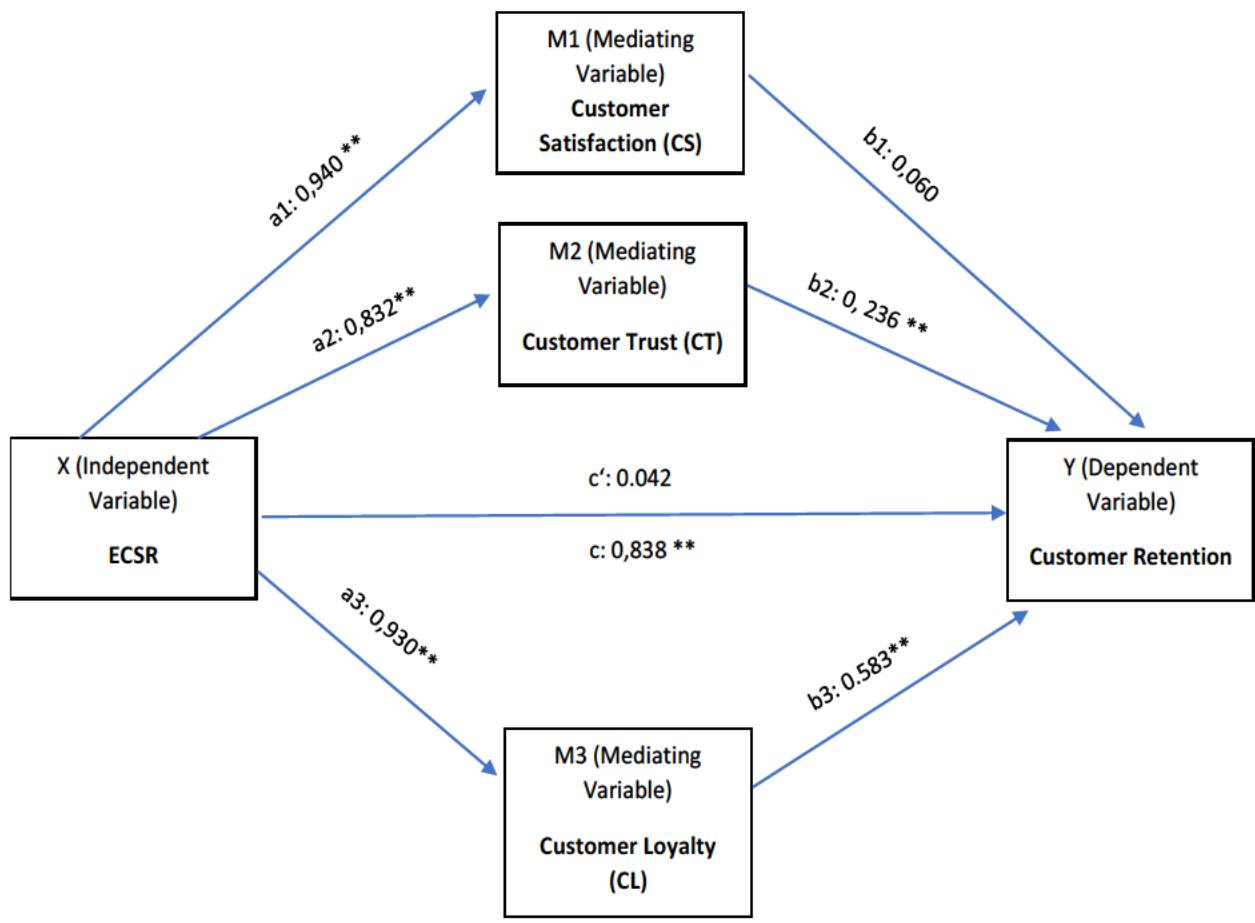 M1 (Mediating
Variable)
Customer
Satisfaction (CS)
a1: 0,940 **
b1: 0,060
M2 (Mediating
Variable)
Customer Trust (CT)
a2: 0,832**
b2: 0, 236 **
X (Independent
Variable)
ECSR
c‘: 0.042
c: 0,838 **
Y (Dependent
Variable)
Customer Retention
a3: 0,930**
b3: 0.583**
M3 (Mediating
Variable)
Customer Loyalty
(CL)